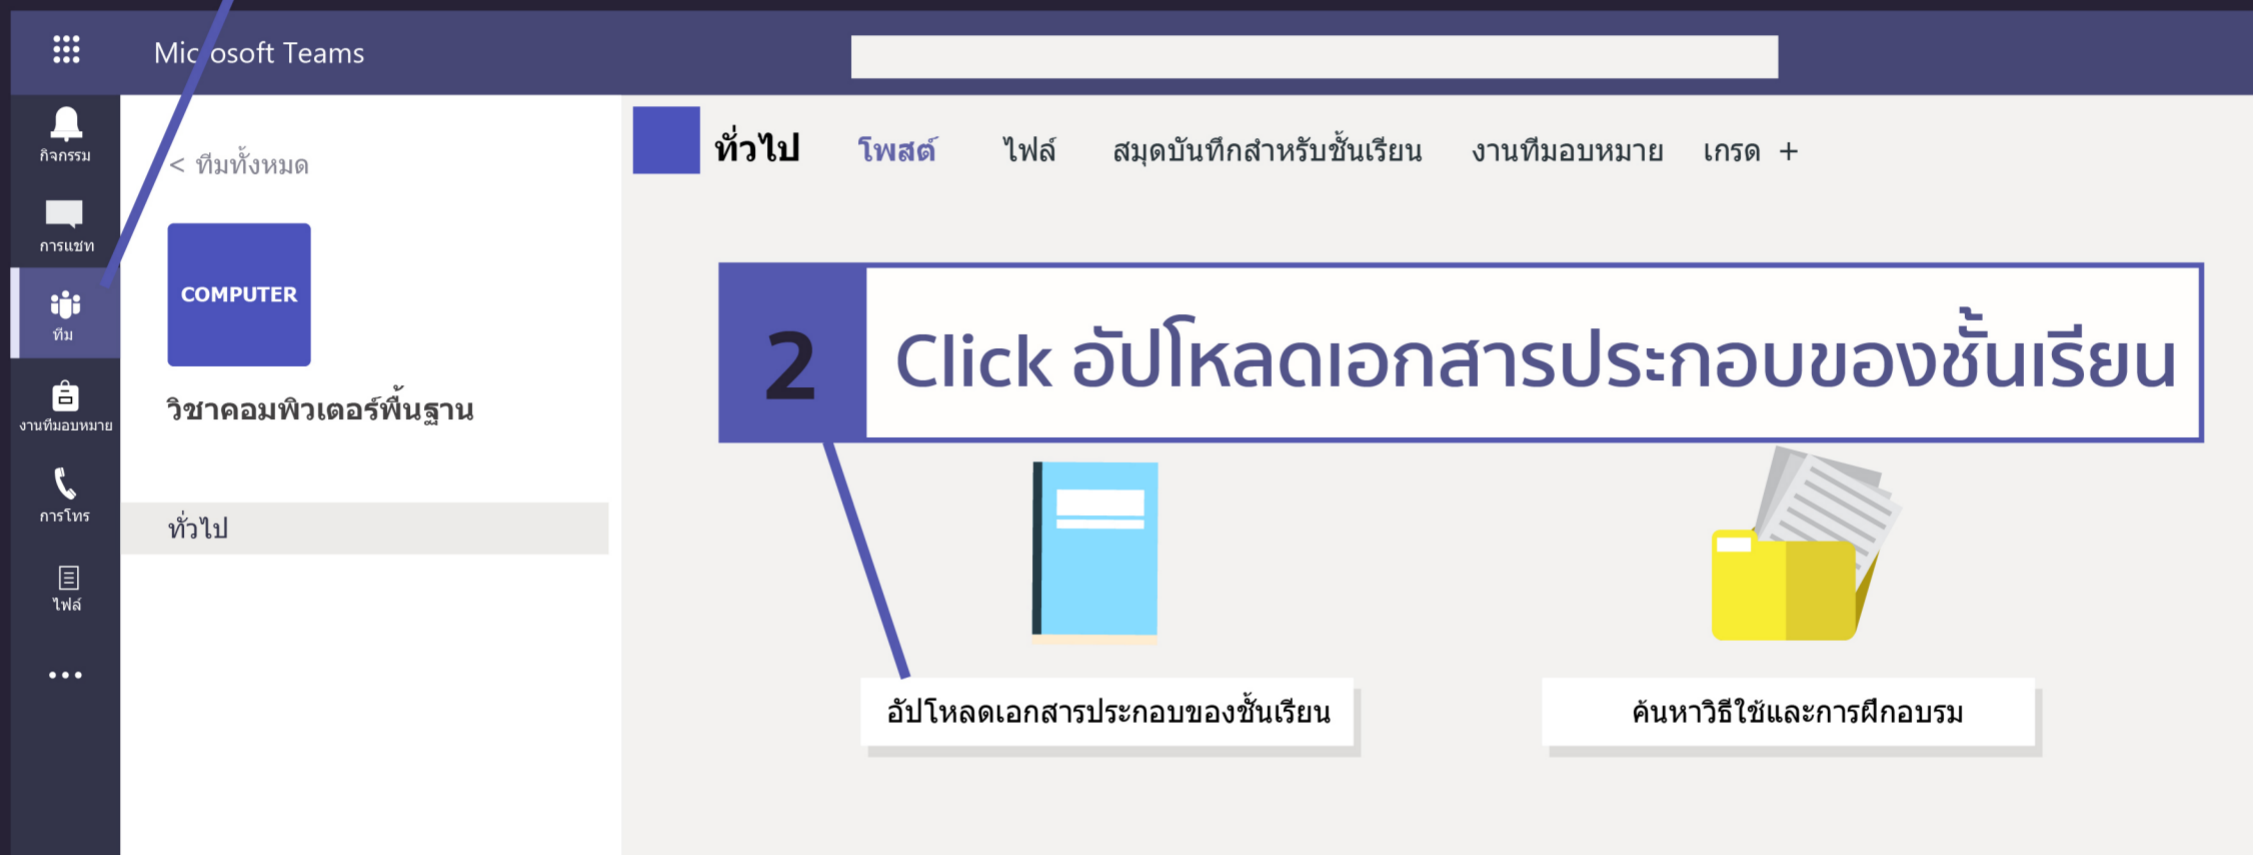 Microsoft Teams
กิจกรรม
การแชท
ทีม
งานที่มอบหมาย
การโทร
ไฟล์
< ทีมทั้งหมด
COMPUTER
วิชาคอมพิวเตอร์พื้นฐาน
ทั่วไป
ทั่วไป โพสต์ ไฟล์ สมุดบันทึกสำหรับชั้นเรียน งานทีมอบหมาย เกรด +
2 Click อัปโหลดเอกสารประกอบของชั้นเรียน
อัปโหลดเอกสารประกอบของชั้นเรียน
ค้นหาวิธีใช้และการฝึกอบรม